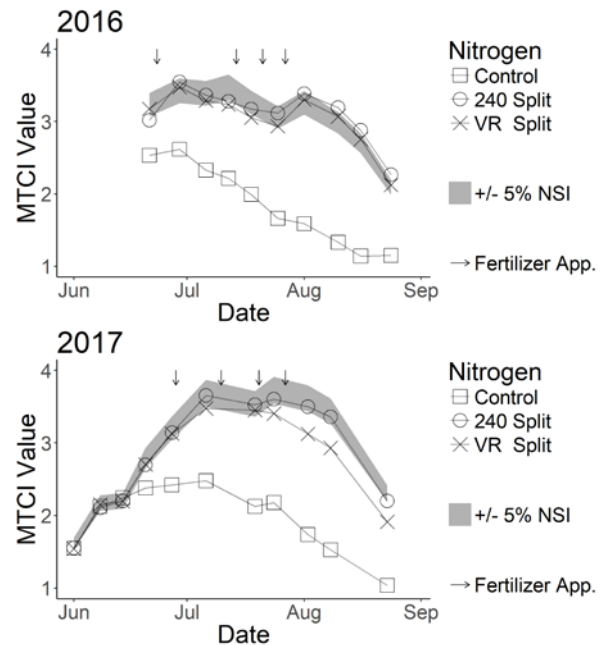 2016
4
3
2
1
MTCI Value
Jun Jul Aug Sep
Date
Nitrogen
Control
240 Split
VR Split
+/- 5% NSI
Fertilizer App.
2017
4
3
2
1
MTCI Value
Jun Jul Aug Sep
Date
Nitrogen
Control
240 Split
VR Split
+/- 5% NSI
Fertilizer App.